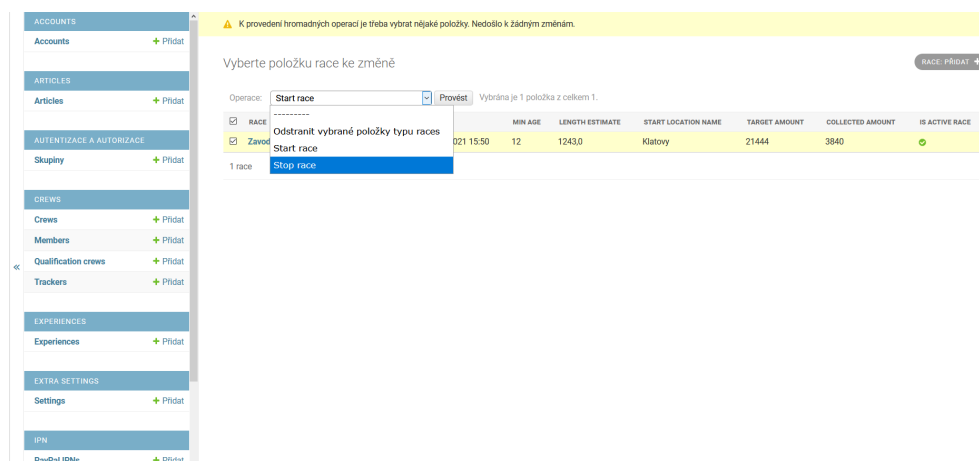 ACCOUNTS
Accounts + Přidat
ARTICLES
Articles + Přidat
AUTENTIZACE A AUTORIZACE
Skupiny + Přidat
CREWS
Crews + Přidat
Members + Přidat
Qualification crews + Přidat
Trackers + Přidat
EXPERIENCES
Experiences + Přidat
EXTRA SETTINGS
Settings + Přidat
IPN
PayPal IPNs + Přidat
«
K provedení hromadných operací je třeba vybrat nějaké položky. Nedošlo k žádným změnám.
Vyberte položku race ke změně
RACE: PŘIDAT +
Operace: Start race Provést Vybrána je 1 položka z celkem 1.
---------
Odstranit vybrané položky typu races
Start race
Stop race
RACE MIN AGE LENGTH ESTIMATE START LOCATION NAME TARGET AMOUNT COLLECTED AMOUNT IS ACTIVE RACE
Zavod 021 15:50 12 1243,0 Klatovy 21444 3840
1 race